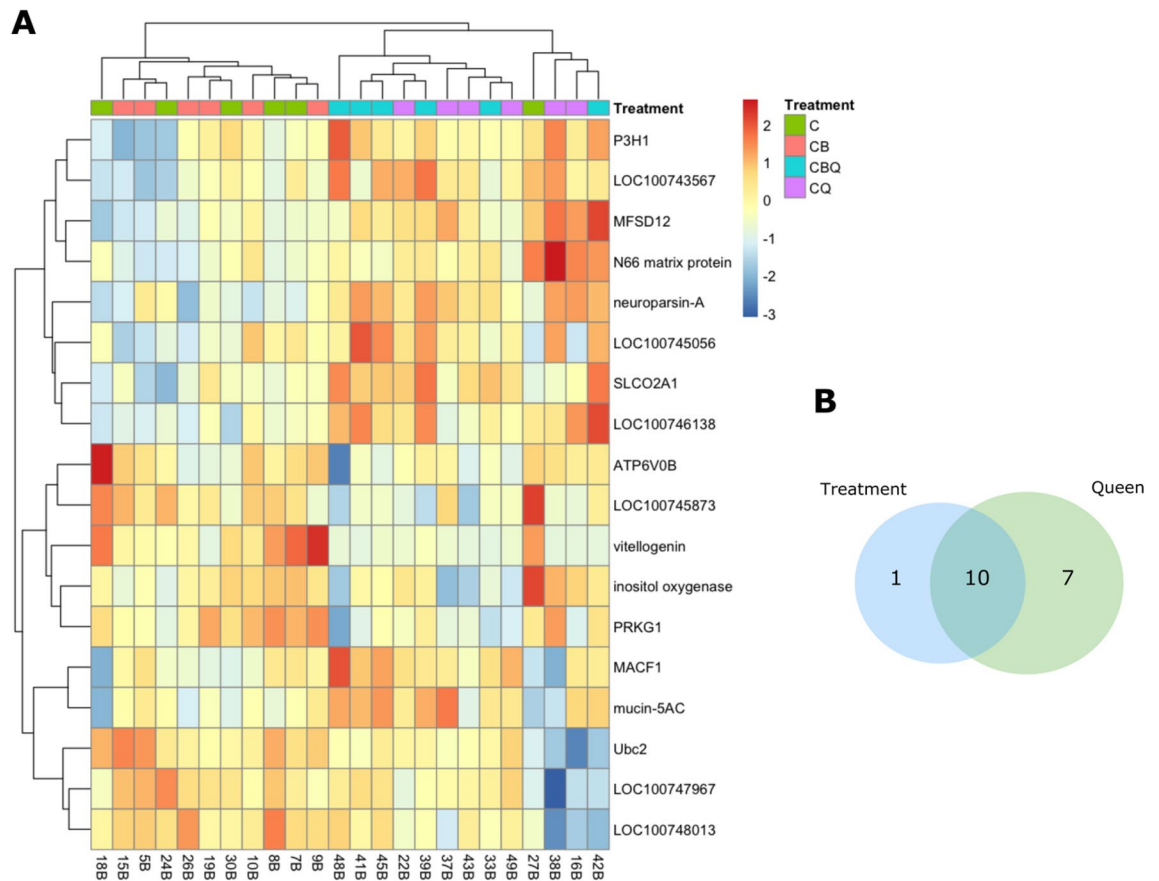 A
Treatment
P3H1
LOC100743567
MFSD12
N66 matrix protein
neuroparsin-A
LOC100745056
SLCO2A1
LOC100746138
ATP6V0B
LOC100745873
vitellogenin
inositol oxygenase
PRKG1
MACF1
mucin-5AC
Ubc2
LOC100747967
LOC100748013
18B 15B 5B 24B 26B 19B 30B 10B 8B 7B 9B 48B 41B 45B 22B 39B 37B 43B 33B 49B 27B 38B 16B 42B
2
1
0
-1
-2
-3
Treatment
C
CB
CBQ
CQ
B
Treatment
Queen
1
10
7